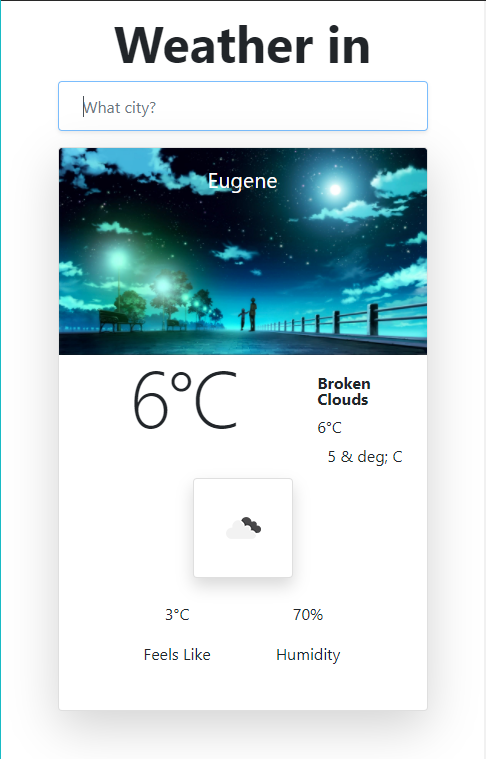 Weather in
What city?
Eugene
6°C
Broken
Clouds
6°C
5 & deg; C
3°C 70%
Feels Like Humidity